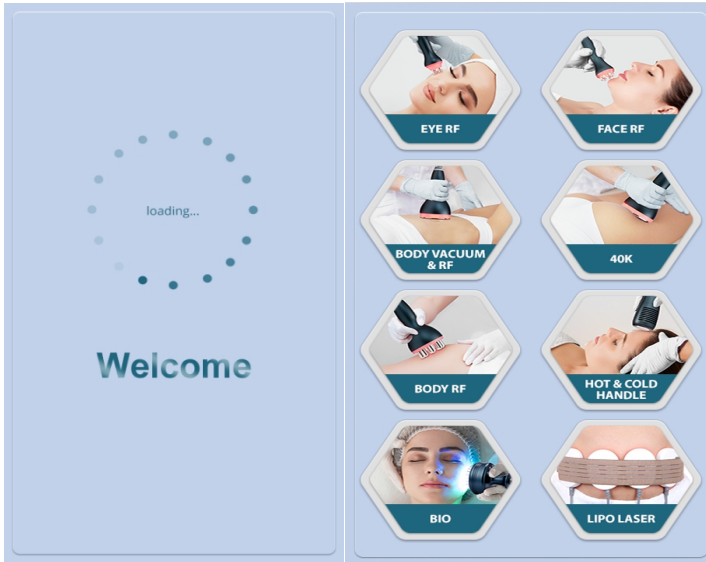 loading...
Welcome
EYE RF
FACE RF
BODY VACUUM
& RF
40K
BODY RF
HOT & COLD
HANDLE
BIO
LIPO LASER